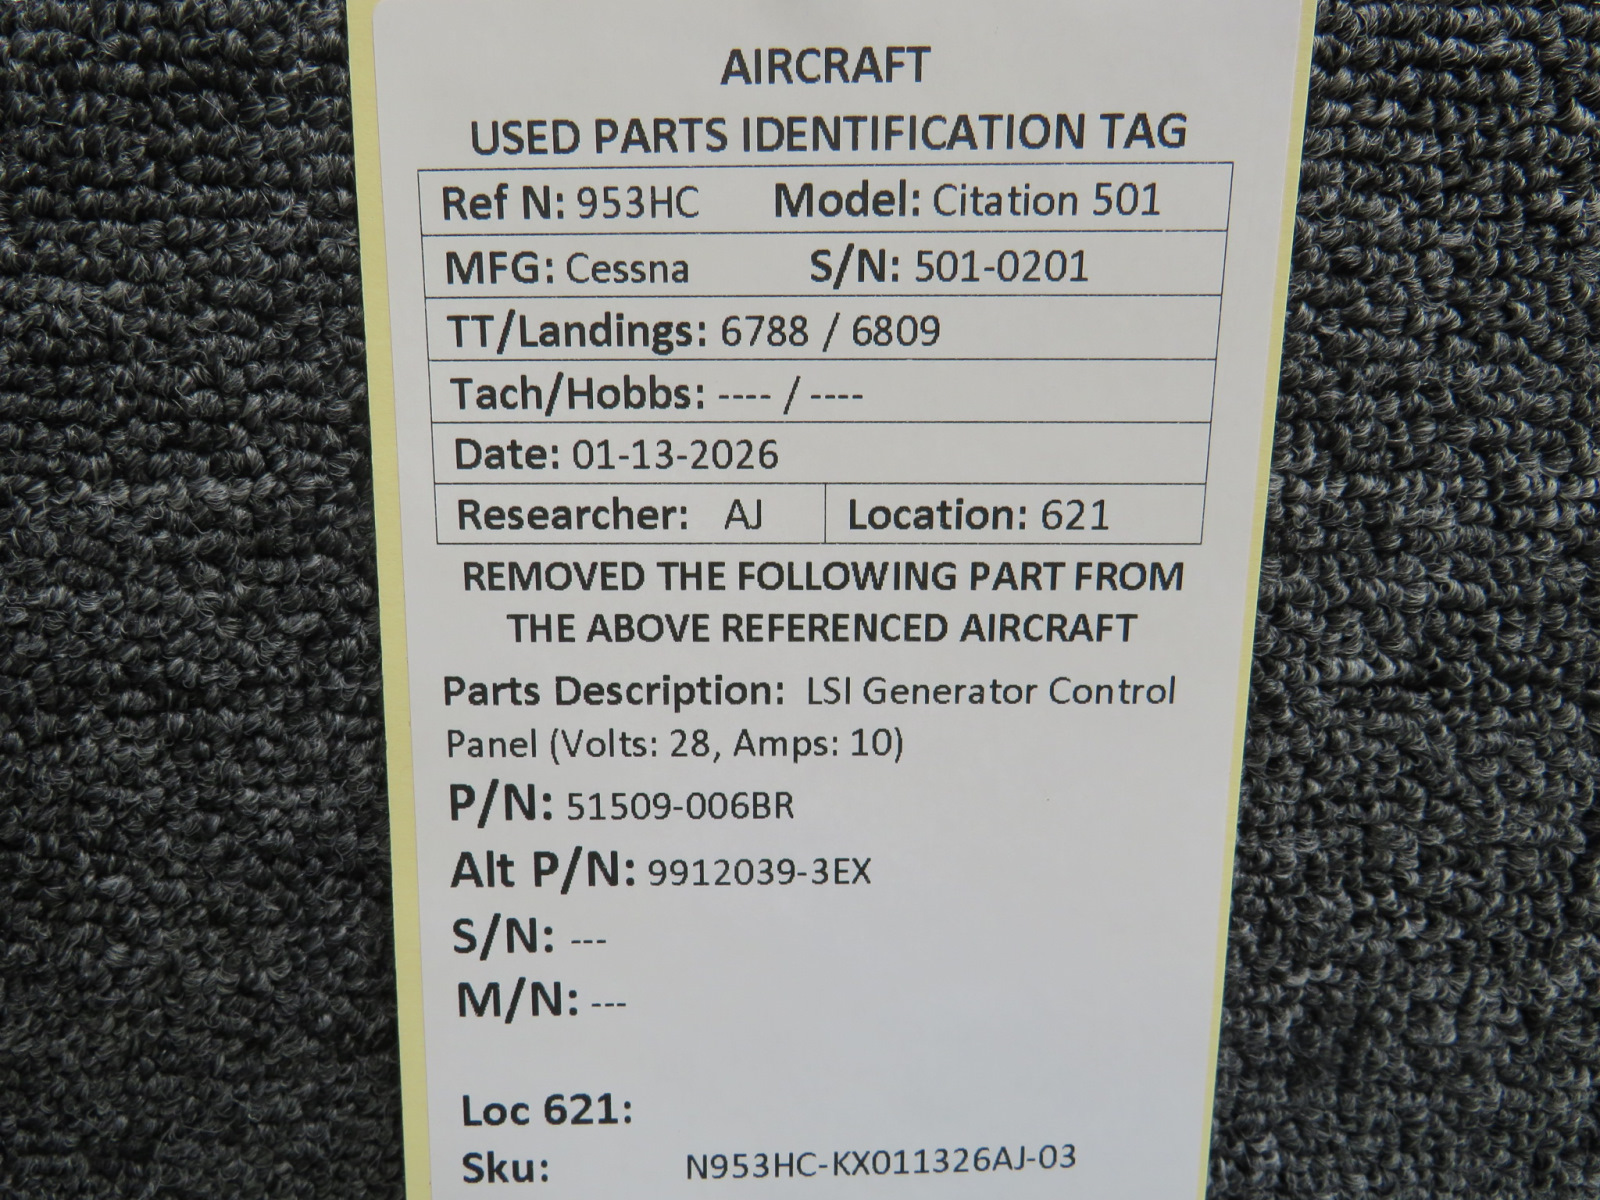 AIRCRAFT
USED PARTS IDENTIFICATION TAG
Ref N: 953HC Model: Citation 501
MFG: Cessna S/N: 501-0201
TT/Landings: 6788 / 6809
Tach/Hobbs: ---- / ----
Date: 01-13-2026
Researcher: AJ Location: 621
REMOVED THE FOLLOWING PART FROM
THE ABOVE REFERENCED AIRCRAFT
Parts Description: LSI Generator Control
Panel (Volts: 28, Amps: 10)
P/N: 51509-006BR
Alt P/N: 9912039-3EX
S/N: ---
M/N: ---
Loc 621:
Sku: N953HC-KX011326AJ-03